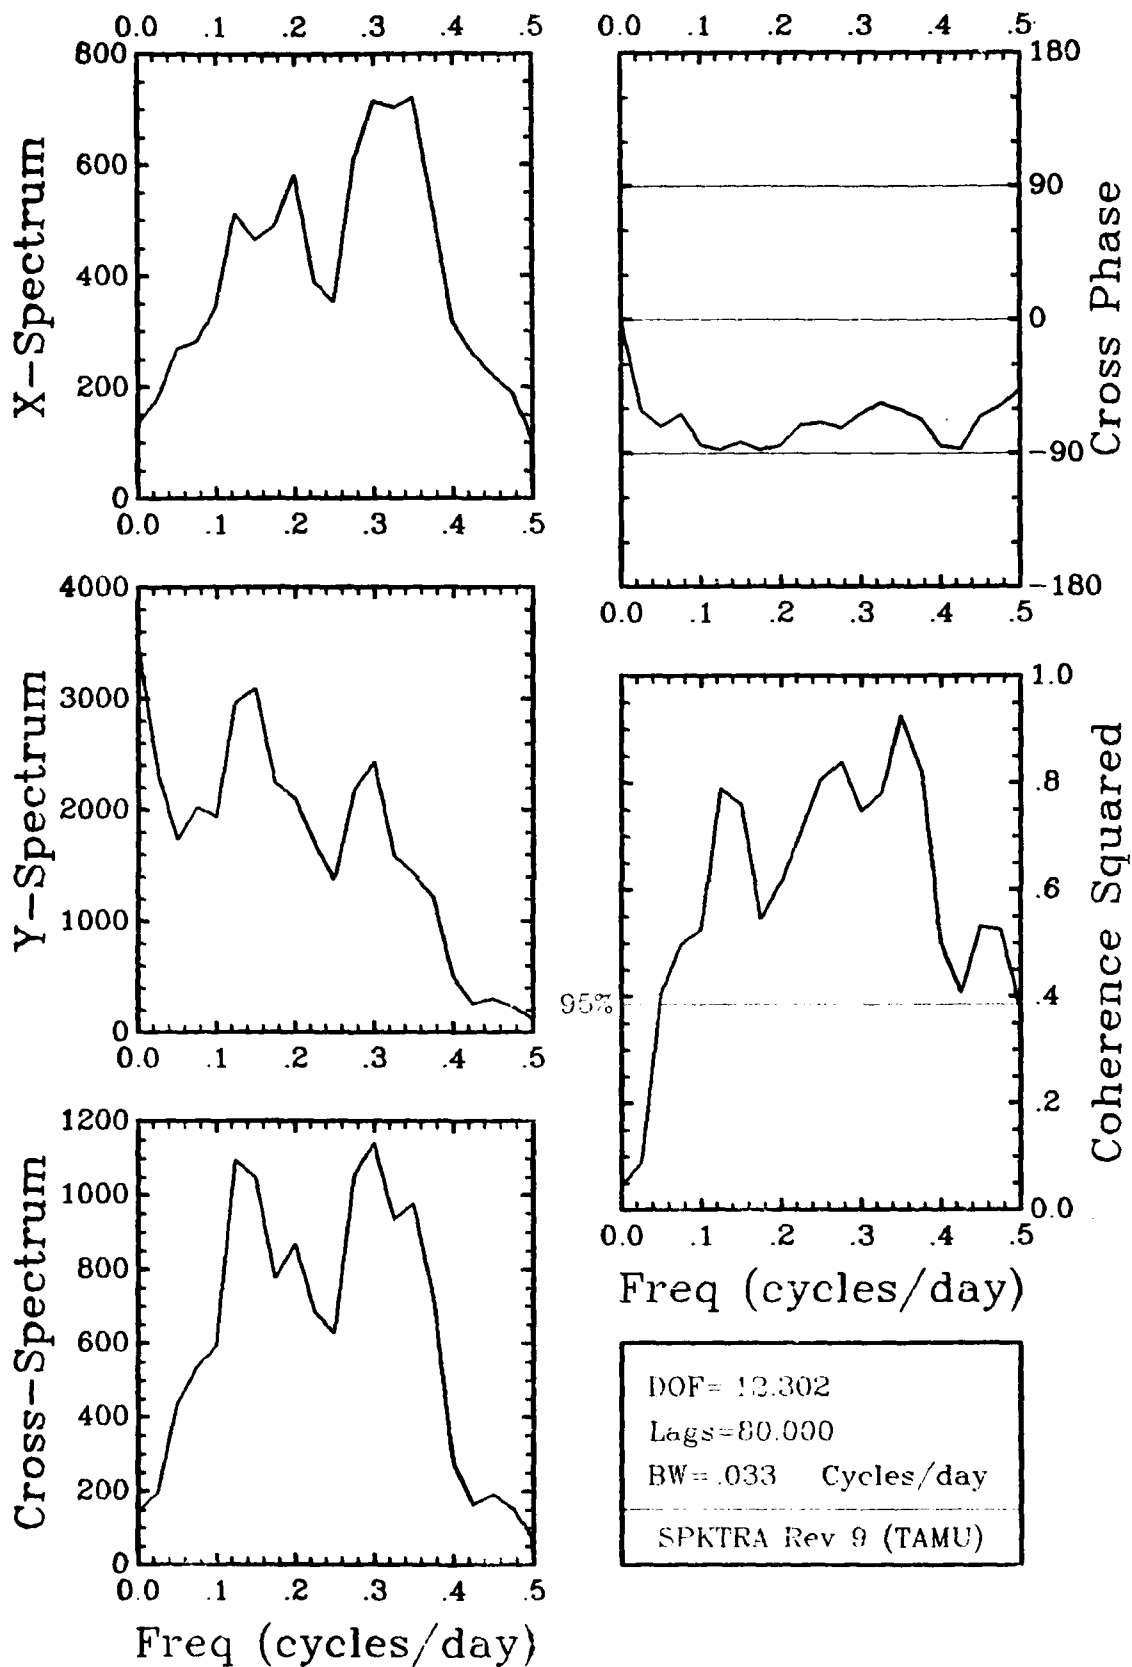 0.0 .1 .2 .3 .4 .5
800
600
400
200
0
X-Spectrum
0.0 .1 .2 .3 .4 .5
4000
3000
2000
1000
0
Y-Spectrum
0.0 .1 .2 .3 .4 .5
1200
1000
800
600
400
200
0
Cross-Spectrum
0.0 .1 .2 .3 .4 .5
Freq (cycles/day)
0.0 .1 .2 .3 .4 .5
180
90
0
-90
-180
Cross Phase
0.0 .1 .2 .3 .4 .5
1.0
.8
.6
.4
.2
0.0
Coherence Squared
95%
0.0 .1 .2 .3 .4 .5
Freq (cycles/day)
DOF= 12.302
Lags=80.000
BW= .033 Cycles/day
SPKTRA Rev 9 (TAMU)